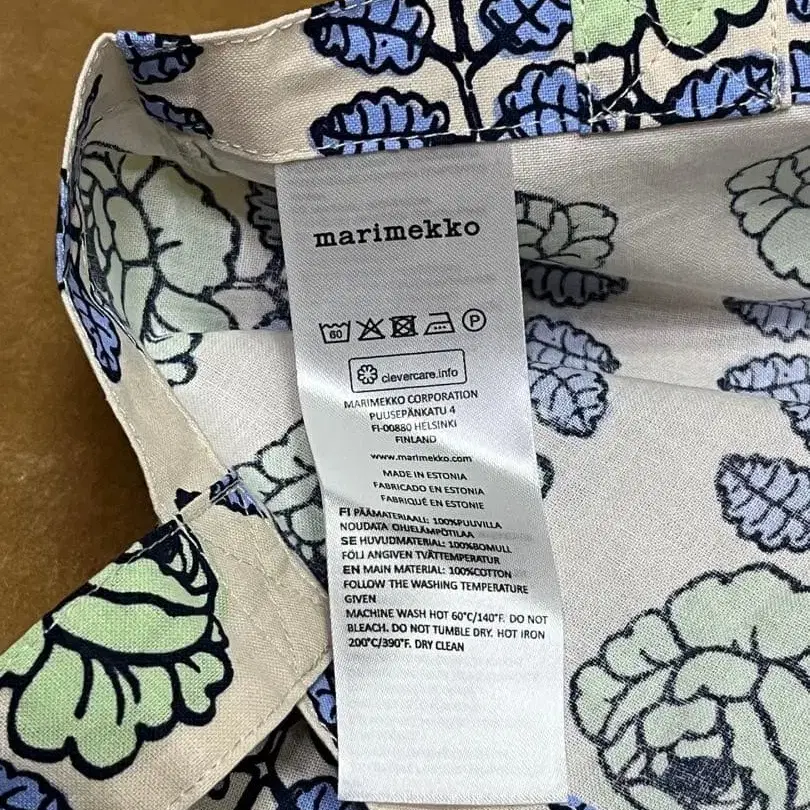 marimekko
60 P
clevercare.info
MARIMEKKO CORPORATION
PUUSEPÄNKATU 4
FI-00880 HELSINKI
FINLAND
www.marimekko.com
MADE IN ESTONIA
FABRICADO EN ESTONIA
FABRIQUÉ EN ESTONIE
FI PÄÄMATERIAALI: 100%PUUVILLA
NOUDATA OHJELÄMPÖTILAA
SE HUVUDMATERIAL: 100%BOMULL
FÖLJ ANGIVEN TVÄTTEMPERATUR
EN MAIN MATERIAL: 100%COTTON
FOLLOW THE WASHING TEMPERATURE
GIVEN
MACHINE WASH HOT 60°C/140°F. DO NOT
BLEACH. DO NOT TUMBLE DRY. HOT IRON
200°C/390°F. DRY CLEAN